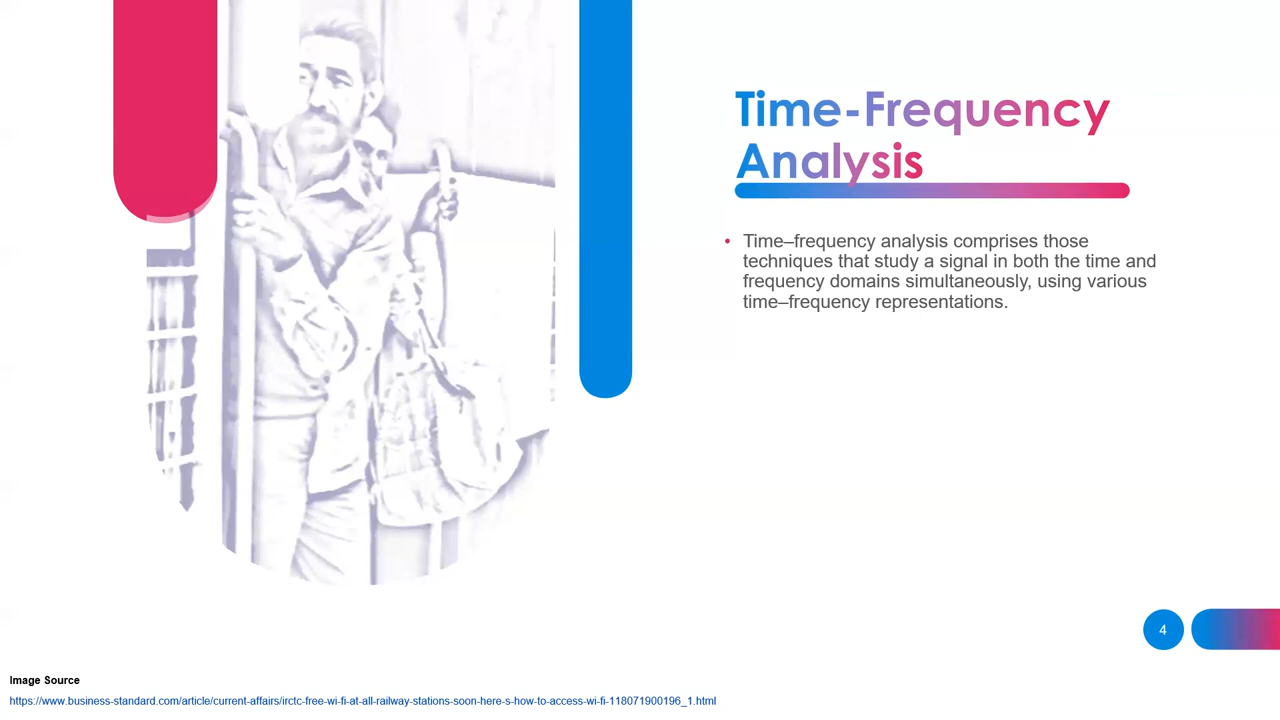 Time-Frequency
Analysis
• Time–frequency analysis comprises those
techniques that study a signal in both the time and
frequency domains simultaneously, using various
time–frequency representations.
4
Image Source
https://www.business-standard.com/article/current-affairs/irctc-free-wi-fi-at-all-railway-stations-soon-here-s-how-to-access-wi-fi-118071900196_1.html